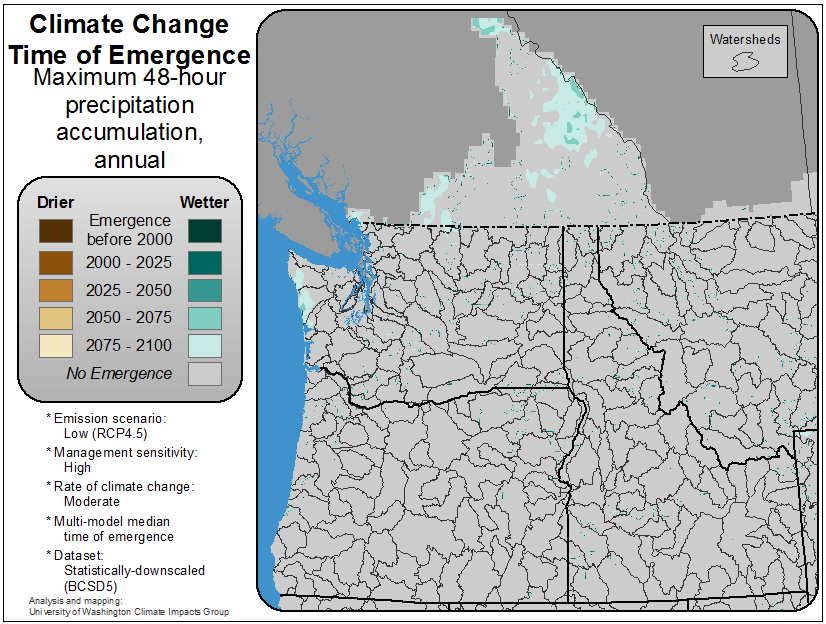 Climate Change
Time of Emergence
Maximum 48-hour
precipitation
accumulation,
annual
Drier
Wetter
Emergence
before 2000
2000 - 2025
2025 - 2050
2050 - 2075
2075 - 2100
No Emergence
* Emission scenario:
Low (RCP4.5)
* Management sensitivity:
High
* Rate of climate change:
Moderate
* Multi-model median
time of emergence
* Dataset:
Statistically-downscaled
(BCSD5)
Analysis and mapping:
University of Washington Climate Impacts Group
Watersheds